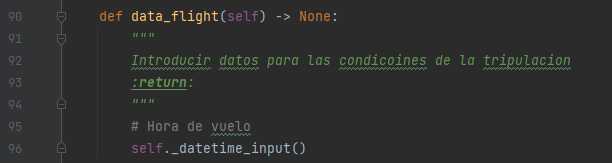 90 def data_flight(self) -> None:
91 """
92 Introducir datos para las condicoines de la tripulacion
93 :return:
94 """
95 # Hora de vuelo
96 self._datetime_input()